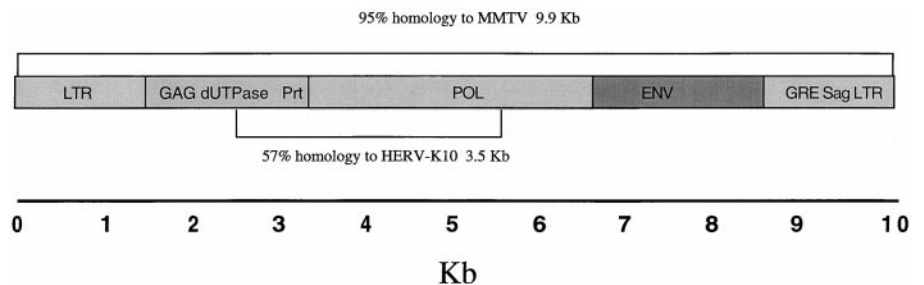 95% homology to MMTV 9.9 Kb
LTR GAG dUTPase Prt POL ENV GRE Sag LTR
57% homology to HERV-K10 3.5 Kb
0 1 2 3 4 5 6 7 8 9 10
Kb